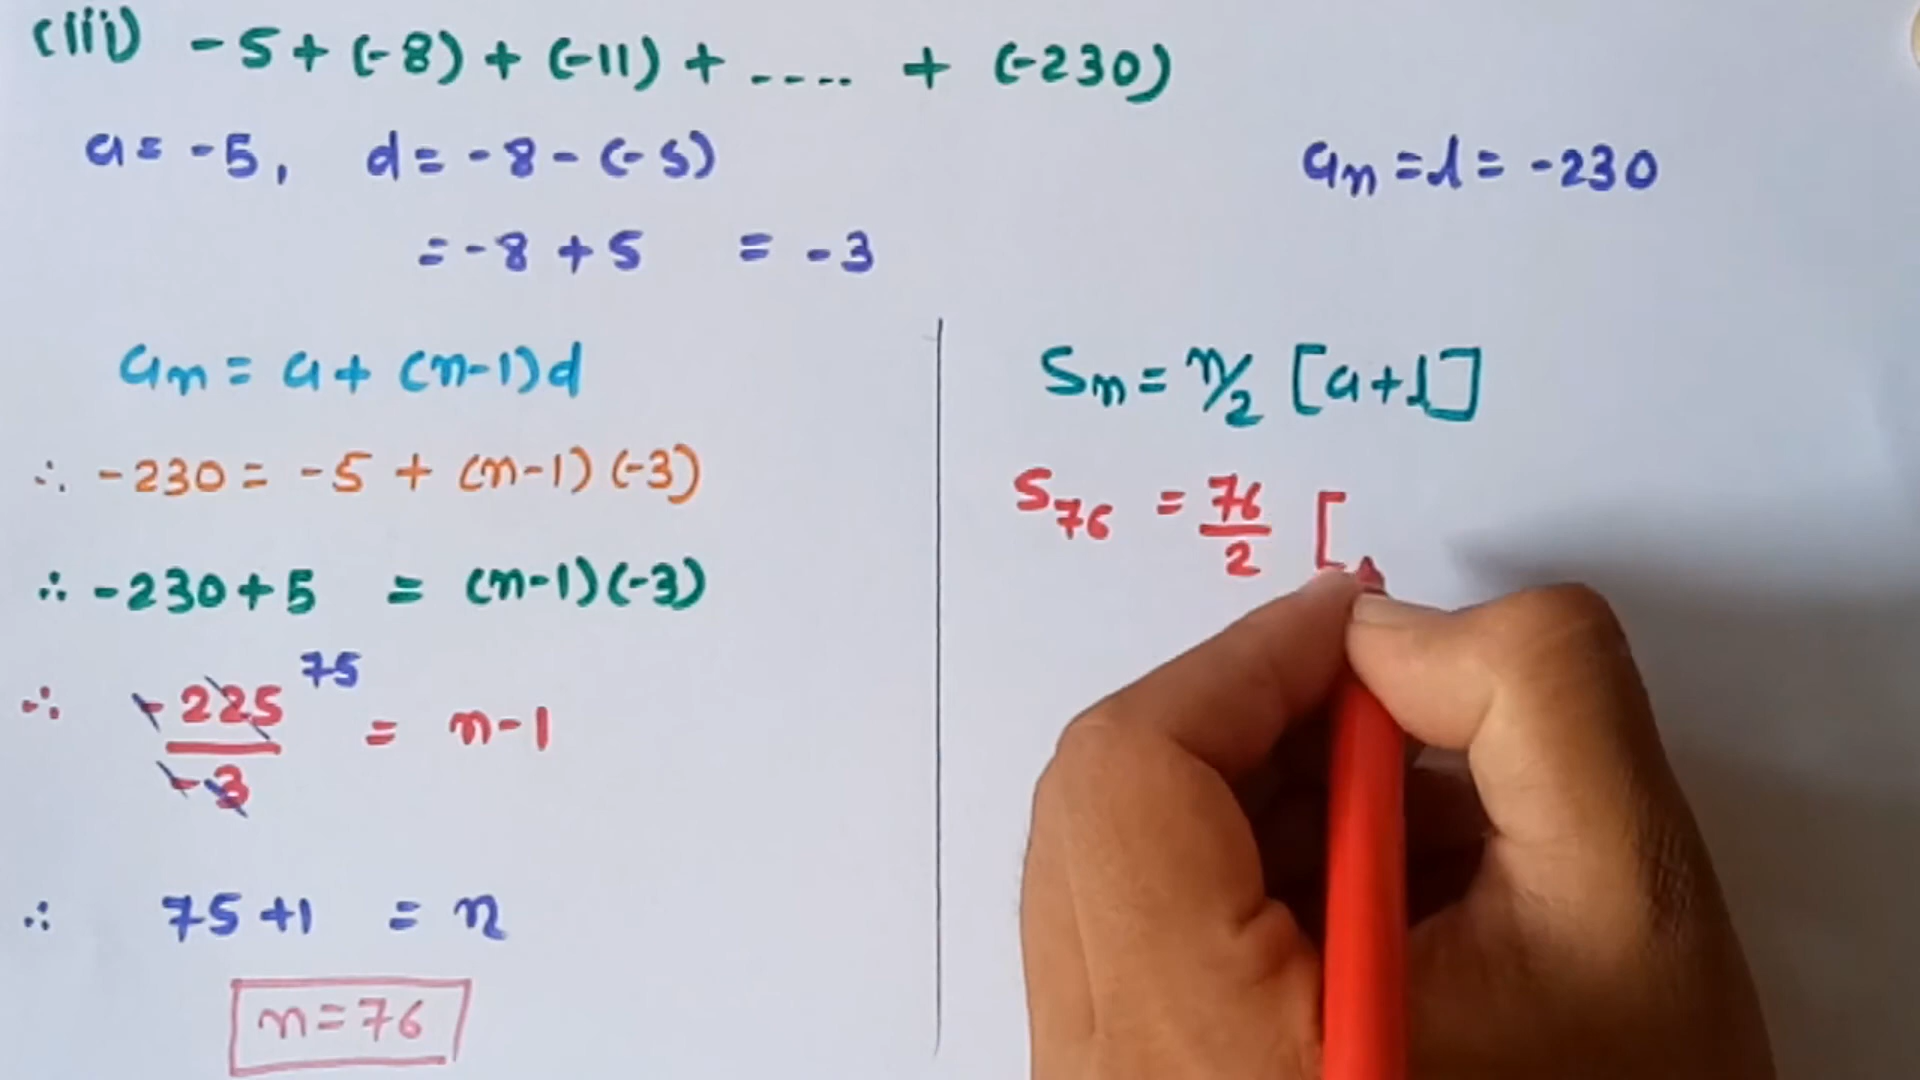 (iii) -5 + (-8) + (-11) + .... + (-230)
a = -5, d = -8 - (-5)
= -8 + 5 = -3
an = l = -230
an = a + (n-1)d
∴ -230 = -5 + (n-1)(-3)
∴ -230 + 5 = (n-1)(-3)
∴ -225/-3 75 = n-1
∴ 75 + 1 = n
n = 76
Sn = n/2 [a+l]
S76 = 76/2 [